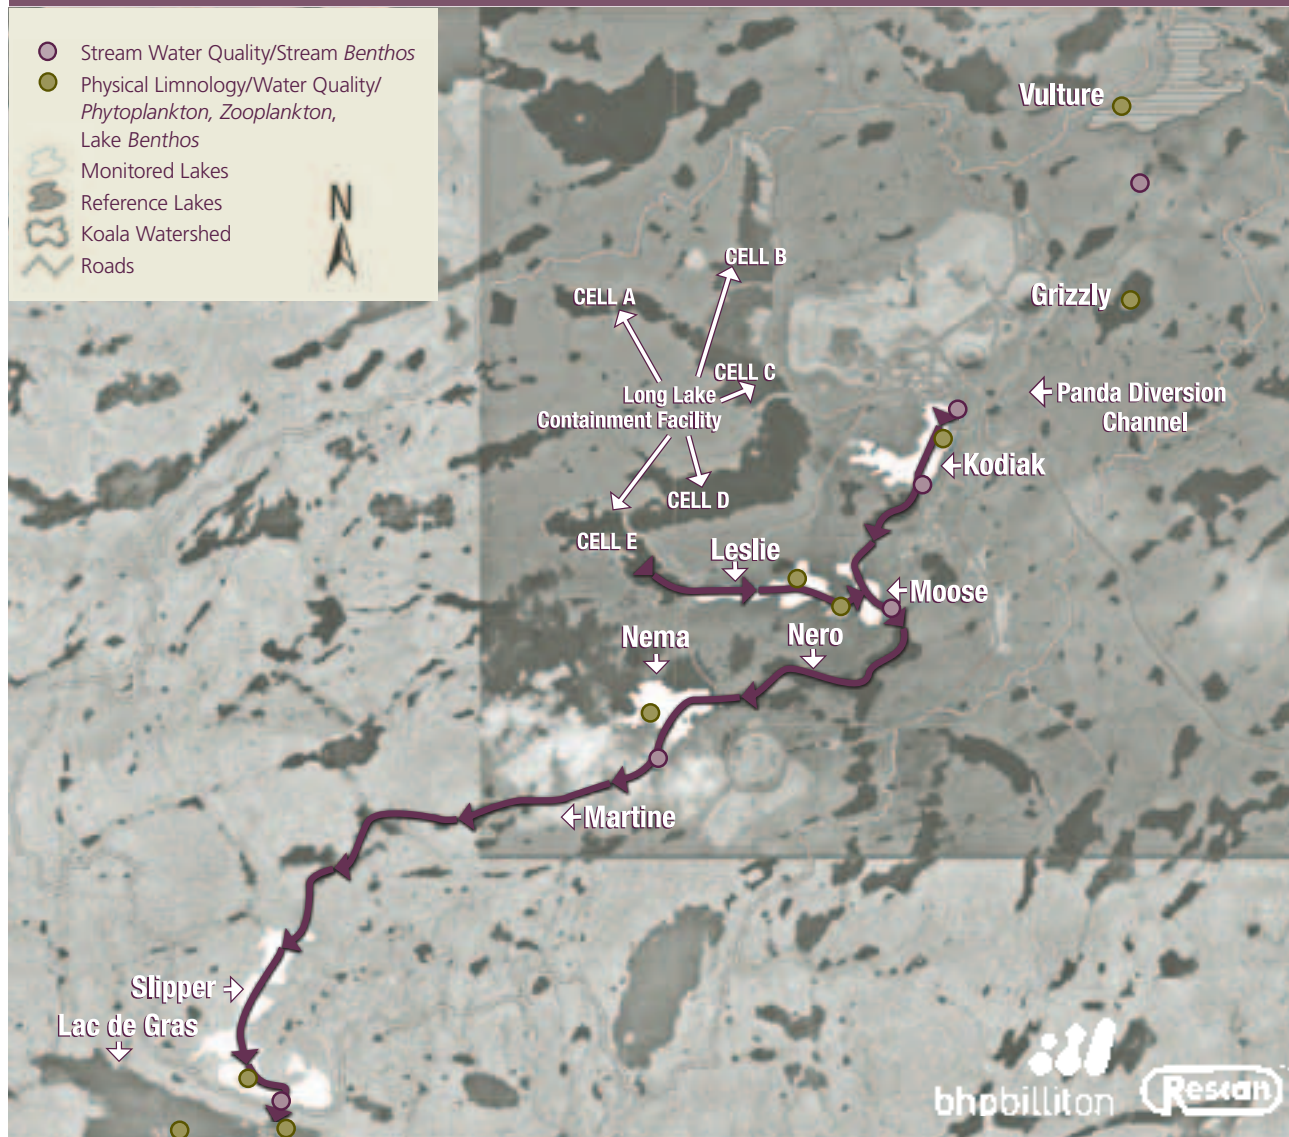 Stream Water Quality/Stream Benthos
Physical Limnology/Water Quality/
Phytoplankton, Zooplankton,
Lake Benthos
Monitored Lakes
Reference Lakes
Koala Watershed
Roads
N
Vulture
CELL B
CELL A
Grizzly
CELL C
Long Lake
Containment Facility
Panda Diversion
Channel
Kodiak
CELL D
CELL E
Leslie
Moose
Nema
Nero
Martine
Slipper
Lac de Gras
bhpbilliton
Rescan